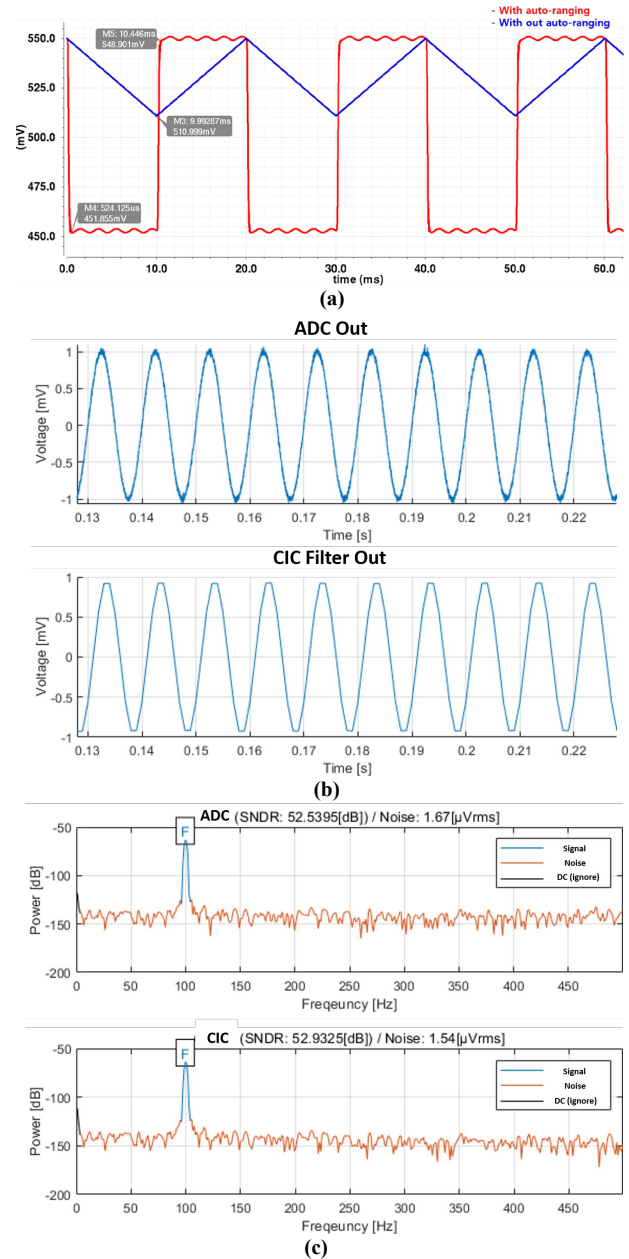 - With auto-ranging
- With out auto-ranging
550.0
525.0
500.0
475.0
450.0
(mV)
M5: 10.446ms
548.901mV
M3: 9.99287ms
510.999mV
M4: 524.125us
451.855mV
0.0 10.0 20.0 30.0 40.0 50.0 60.0
time (ms)
(a)
ADC Out
Voltage [mV]
1
0.5
0
-0.5
-1
0.13 0.14 0.15 0.16 0.17 0.18 0.19 0.2 0.21 0.22
Time [s]
CIC Filter Out
Voltage [mV]
1
0.5
0
-0.5
-1
0.13 0.14 0.15 0.16 0.17 0.18 0.19 0.2 0.21 0.22
Time [s]
(b)
ADC (SNDR: 52.5395[dB]) / Noise: 1.67[µVrms]
F
Signal
Noise
DC (ignore)
Power [dB]
-50
-100
-150
-200
0 50 100 150 200 250 300 350 400 450
Freqeuncy [Hz]
CIC (SNDR: 52.9325[dB]) / Noise: 1.54[µVrms]
F
Signal
Noise
DC (ignore)
Power [dB]
-50
-100
-150
-200
0 50 100 150 200 250 300 350 400 450
Freqeuncy [Hz]
(c)